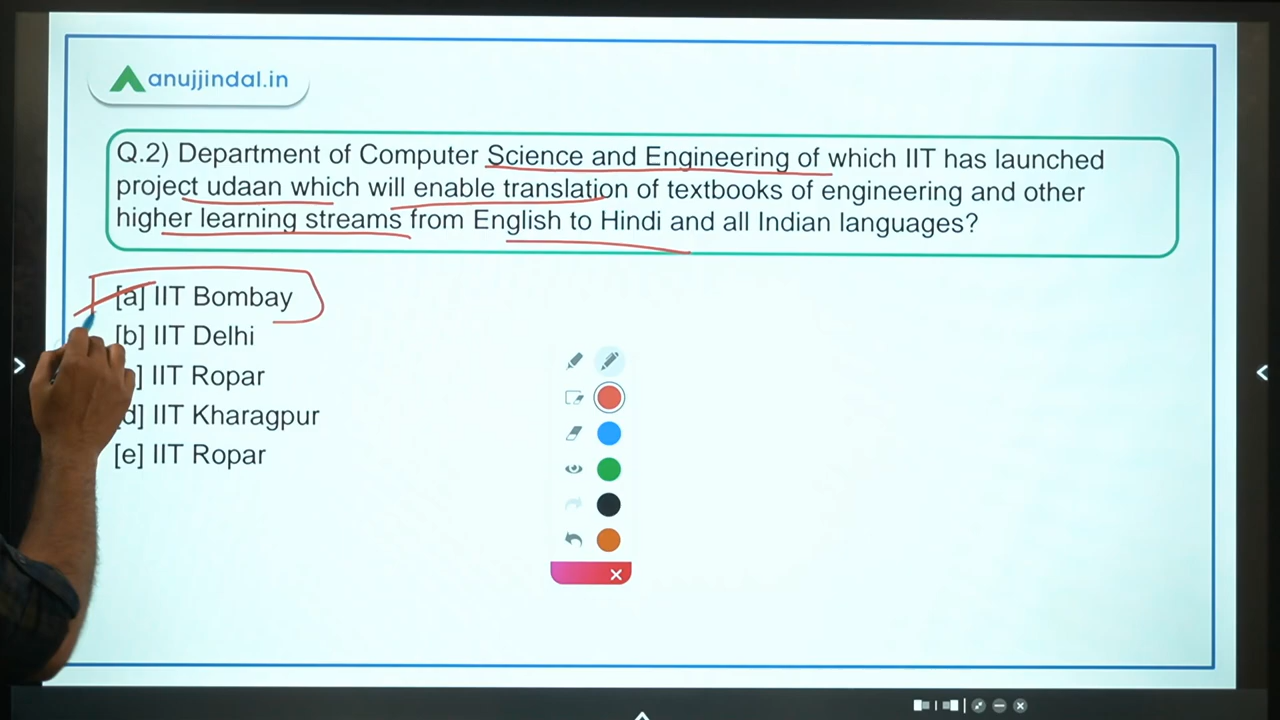 anujjindal.in
Q.2) Department of Computer Science and Engineering of which IIT has launched
project udaan which will enable translation of textbooks of engineering and other
higher learning streams from English to Hindi and all Indian languages?
[a] IIT Bombay
[b] IIT Delhi
] IIT Ropar
d] IIT Kharagpur
[e] IIT Ropar